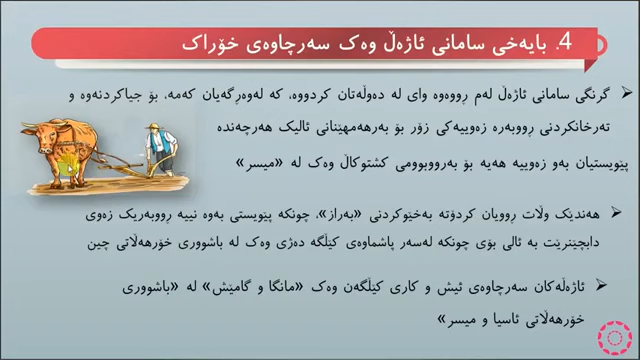 4. بایەخی سامانی ئاژەڵ وەک سەرچاوەی خۆراک
گرنگی سامانی ئاژەڵ لەم ڕووەوە وای لە دەوڵەتان کردووە، کە لەوەڕگەیان کەمە، بۆ جیاکردنەوە و
تەرخانکردنی ڕووبەرە زەوییەکی زۆر بۆ بەرهەمهێنانی ئالیک هەرچەندە
پێویستیان بەو زەوییە هەیە بۆ بەرووبوومی کشتوکاڵ وەک لە «میسر»
هەندێک وڵات ڕوویان کردۆتە بەخێوکردنی «بەراز»، چونکە پێویستی بەوە نییە ڕووبەریک زەوی
دابچێنرێت بە ئالی بۆی چونکە لەسەر پاشماوەی کێڵگە دەژی وەک لە باشووری خۆرهەڵاتی چین
ئاژەڵەکان سەرچاوەی ئیش و کاری کێڵگەن وەک «مانگا و گامێش» لە «باشووری
خۆرهەڵاتی ئاسیا و میسر»